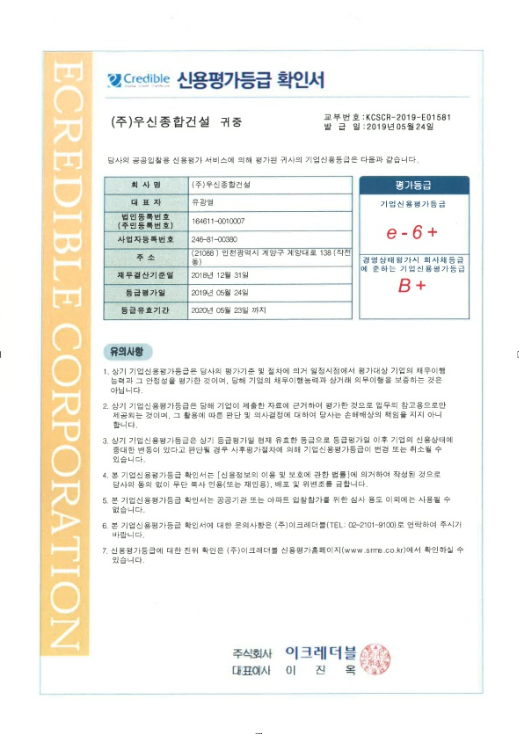 ECREDIBLE CORPORATION
Credible 신용평가등급 확인서
(주)우신종합건설 귀중
교부번호:KCSCR-2019-E01581
발 급 일:2019년05월24일
당사의 공공입찰용 신용평가 서비스에 의해 평가된 귀사의 기업신용등급은 다음과 같습니다.
회 사 명 (주)우신종합건설
대 표 자 유광열
법인등록번호 (주민등록번호) 164611-0010007
사업자등록번호 246-81-00380
주 소 (21088) 인천광역시 계양구 계양대로 138 (작전동)
재무결산기준일 2018년 12월 31일
등급평가일 2019년 05월 24일
등급유효기간 2020년 05월 23일 까지
평가등급
기업신용평가등급
e-6+
경영상태평가시 회사채등급
에 준하는 기업신용평가등급
B+
유의사항
1. 상기 기업신용평가등급은 당사의 평가기준 및 절차에 의거 일정시점에서 평가대상 기업의 채무이행
능력과 그 안정성을 평가한 것이며, 당해 기업의 채무이행능력과 상거래 의무이행을 보증하는 것은
아닙니다.
2. 상기 기업신용평가등급은 당해 기업이 제출한 자료에 근거하여 평가한 것으로 업무의 참고용으로만
제공되는 것이며, 그 활용에 따른 판단 및 의사결정에 대하여 당사는 손해배상의 책임을 지지 아니
합니다.
3. 상기 기업신용평가등급은 상기 등급평가일 현재 유효한 등급으로 등급평가일 이후 기업의 신용상태에
중대한 변동이 있다고 판단될 경우 사후평가절차에 의해 기업신용평가등급이 변경 또는 취소될 수
있습니다.
4. 본 기업신용평가등급 확인서는 [신용정보의 이용 및 보호에 관한 법률]에 의거하여 작성된 것으로
당사의 동의 없이 무단 복사 인용(또는 재인용), 배포 및 위변조를 금합니다.
5. 본 기업신용평가등급 확인서는 공공기관 또는 아파트 입찰참가를 위한 심사 용도 이외에는 사용될 수
없습니다.
6. 본 기업신용평가등급 확인서에 대한 문의사항은 (주)이크레더블(TEL: 02-2101-9100)로 연락하여 주시기
바랍니다.
7. 신용평가등급에 대한 진위 확인은 (주)이크레더블 신용평가홈페이지(www.srms.co.kr)에서 확인하실 수
있습니다.
주식회사 이크레더블
대표이사 이 진 옥